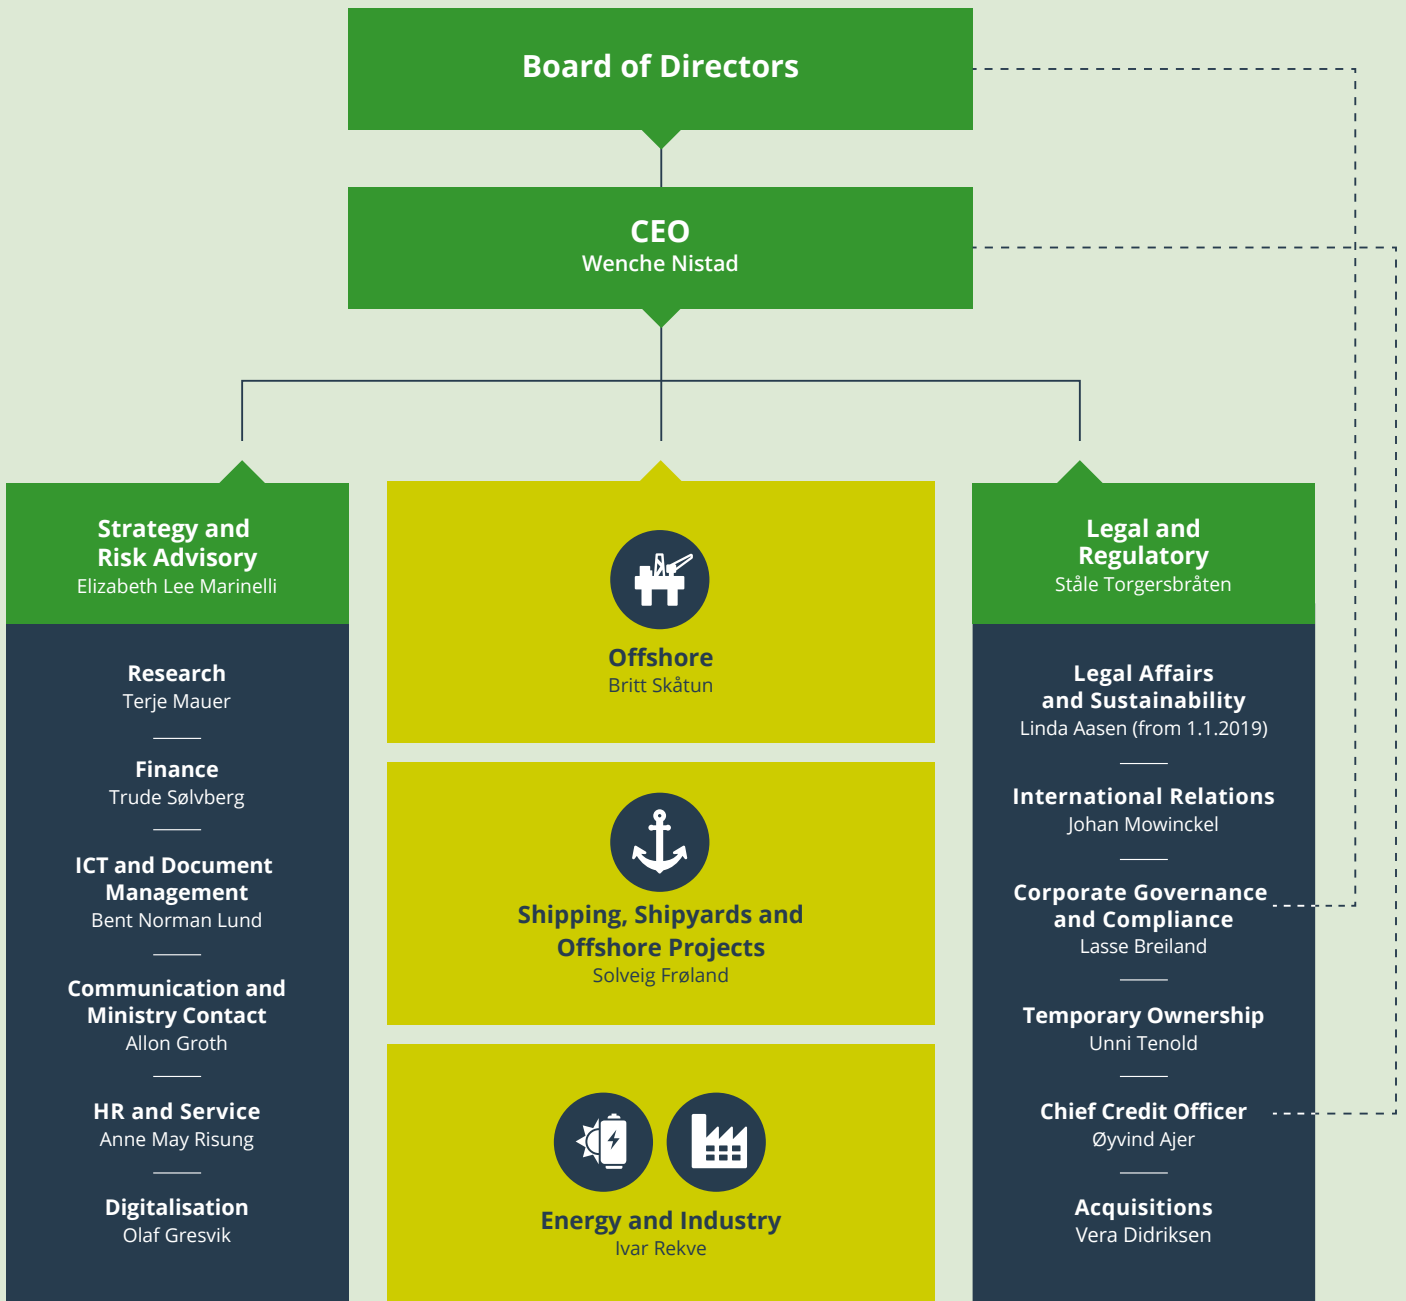 Board of Directors
CEO
Wenche Nistad
Strategy and
Risk Advisory
Elizabeth Lee Marinelli
Research
Terje Mauer
Finance
Trude Sølvberg
ICT and Document
Management
Bent Norman Lund
Communication and
Ministry Contact
Allon Groth
HR and Service
Anne May Risung
Digitalisation
Olaf Gresvik
Offshore
Britt Skåtun
Shipping, Shipyards and
Offshore Projects
Solveig Frøland
Energy and Industry
Ivar Rekve
Legal and
Regulatory
Ståle Torgersbråten
Legal Affairs
and Sustainability
Linda Aasen (from 1.1.2019)
International Relations
Johan Mowinckel
Corporate Governance
and Compliance
Lasse Breiland
Temporary Ownership
Unni Tenold
Chief Credit Officer
Øyvind Ajer
Acquisitions
Vera Didriksen